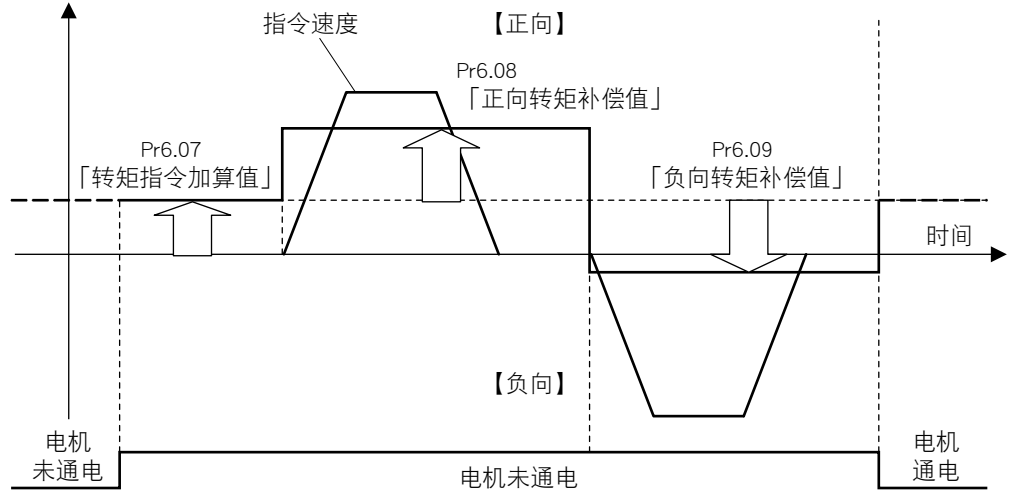 指令速度
【正向】
Pr6.08
「正向转矩补偿值」
Pr6.07
「转矩指令加算值」
Pr6.09
「负向转矩补偿值」
时间
【负向】
电机
未通电
电机未通电
电机
通电